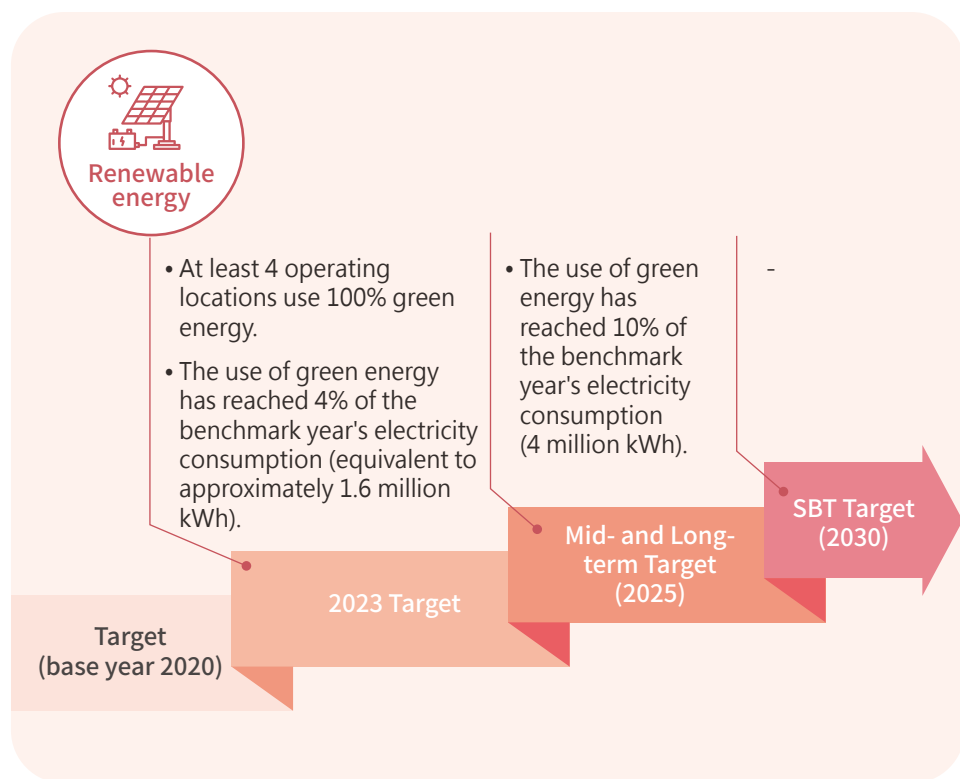 Renewable
energy
• At least 4 operating
locations use 100% green
energy.
• The use of green energy
has reached 4% of the
benchmark year's electricity
consumption (equivalent to
approximately 1.6 million
kWh).
• The use of green
energy has
reached 10% of
the benchmark
year's electricity
consumption
(4 million kWh).
-
Target
(base year 2020)
2023 Target
Mid- and Long-
term Target
(2025)
SBT Target
(2030)